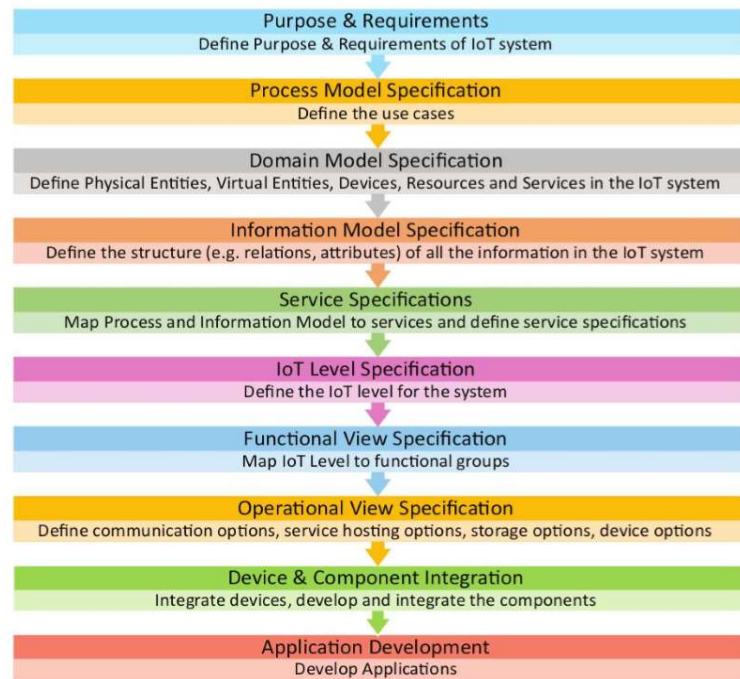 Purpose & Requirements
Define Purpose & Requirements of IoT system
Process Model Specification
Define the use cases
Domain Model Specification
Define Physical Entities, Virtual Entities, Devices, Resources and Services in the IoT system
Information Model Specification
Define the structure (e.g. relations, attributes) of all the information in the IoT system
Service Specifications
Map Process and Information Model to services and define service specifications
IoT Level Specification
Define the IoT level for the system
Functional View Specification
Map IoT Level to functional groups
Operational View Specification
Define communication options, service hosting options, storage options, device options
Device & Component Integration
Integrate devices, develop and integrate the components
Application Development
Develop Applications